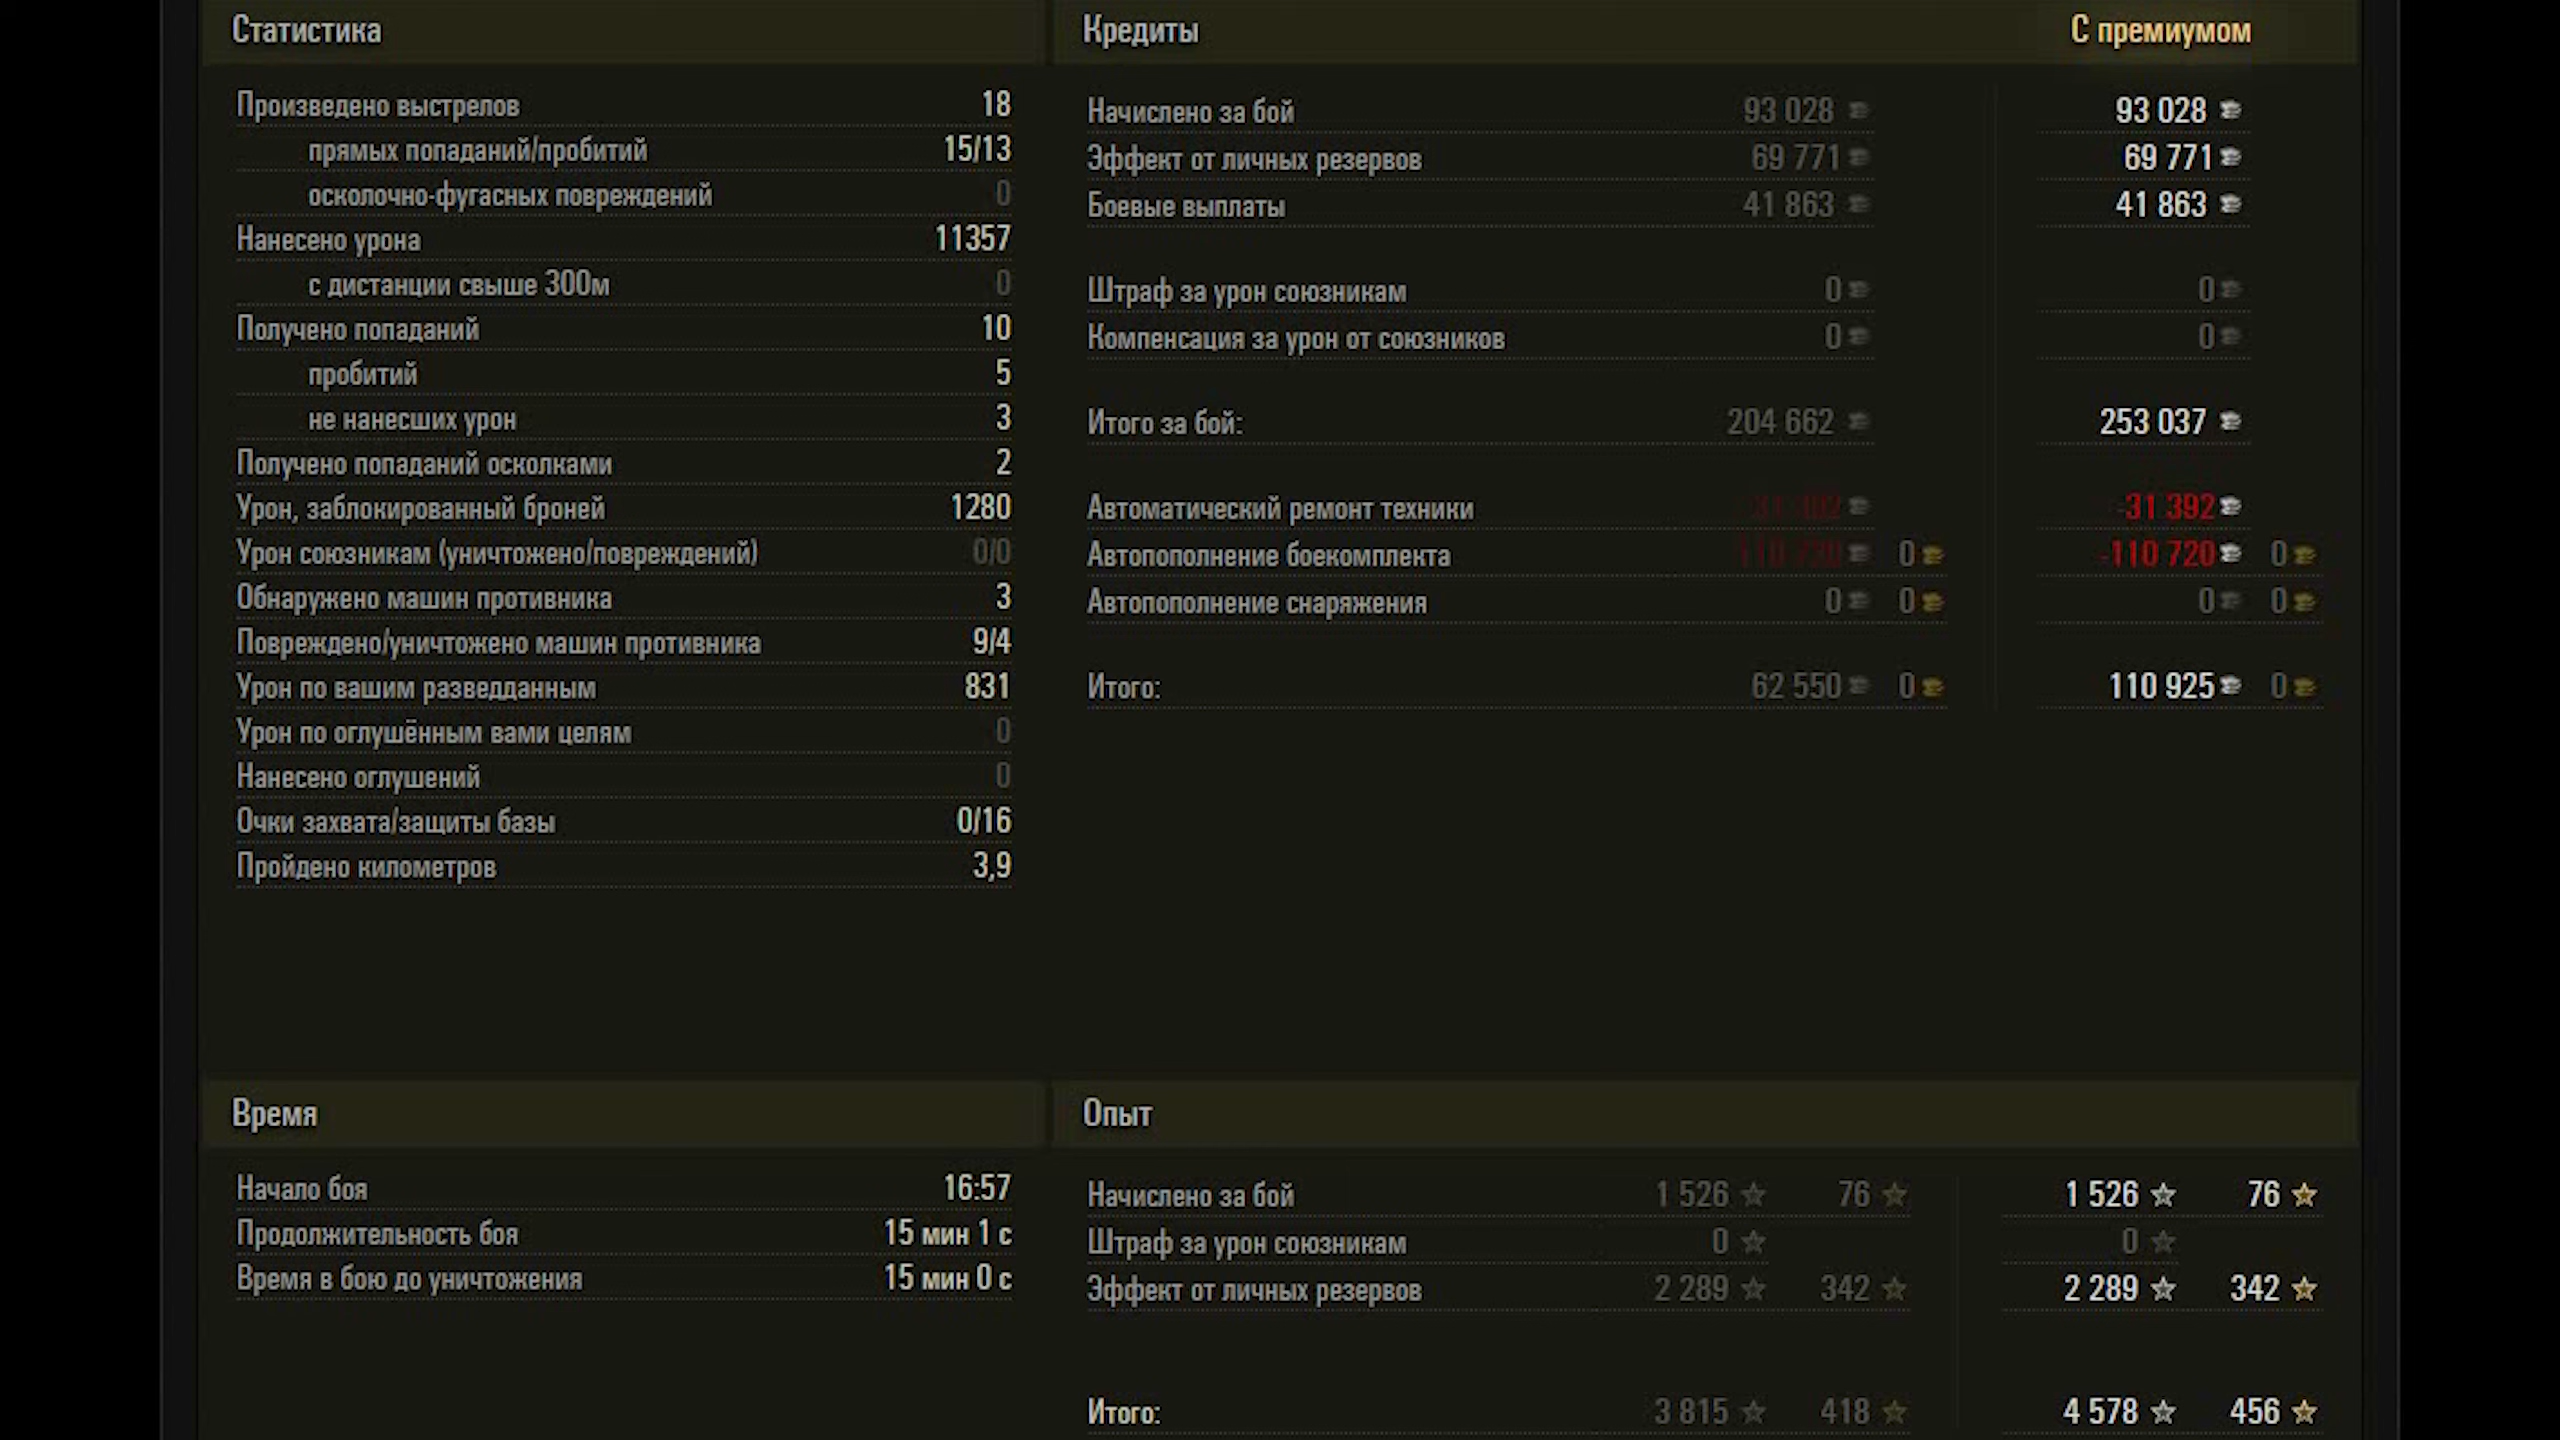 Статистика
Произведено выстрелов 18
прямых попаданий/пробитий 15/13
осколочно-фугасных повреждений 0
Нанесено урона 11357
с дистанции свыше 300м 0
Получено попаданий 10
пробитий 5
не нанесших урон 3
Получено попаданий осколками 2
Урон, заблокированный броней 1280
Урон союзникам (уничтожено/повреждений) 0/0
Обнаружено машин противника 3
Повреждено/уничтожено машин противника 9/4
Урон по вашим разведданным 831
Урон по оглушённым вами целям 0
Нанесено оглушений 0
Очки захвата/защиты базы 0/16
Пройдено километров 3,9
Кредиты С премиумом
Начислено за бой 93 028 93 028
Эффект от личных резервов 69 771 69 771
Боевые выплаты 41 863 41 863
Штраф за урон союзникам 0 0
Компенсация за урон от союзников 0 0
Итого за бой: 204 662 253 037
Автоматический ремонт техники -31 392 -31 392
Автопополнение боекомплекта -110 720 0 -110 720 0
Автопополнение снаряжения 0 0 0 0
Итого: 62 550 0 110 925 0
Время
Начало боя 16:57
Продолжительность боя 15 мин 1 с
Время в бою до уничтожения 15 мин 0 с
Опыт
Начислено за бой 1 526 76 1 526 76
Штраф за урон союзникам 0 0
Эффект от личных резервов 2 289 342 2 289 342
Итого: 3 815 418 4 578 456